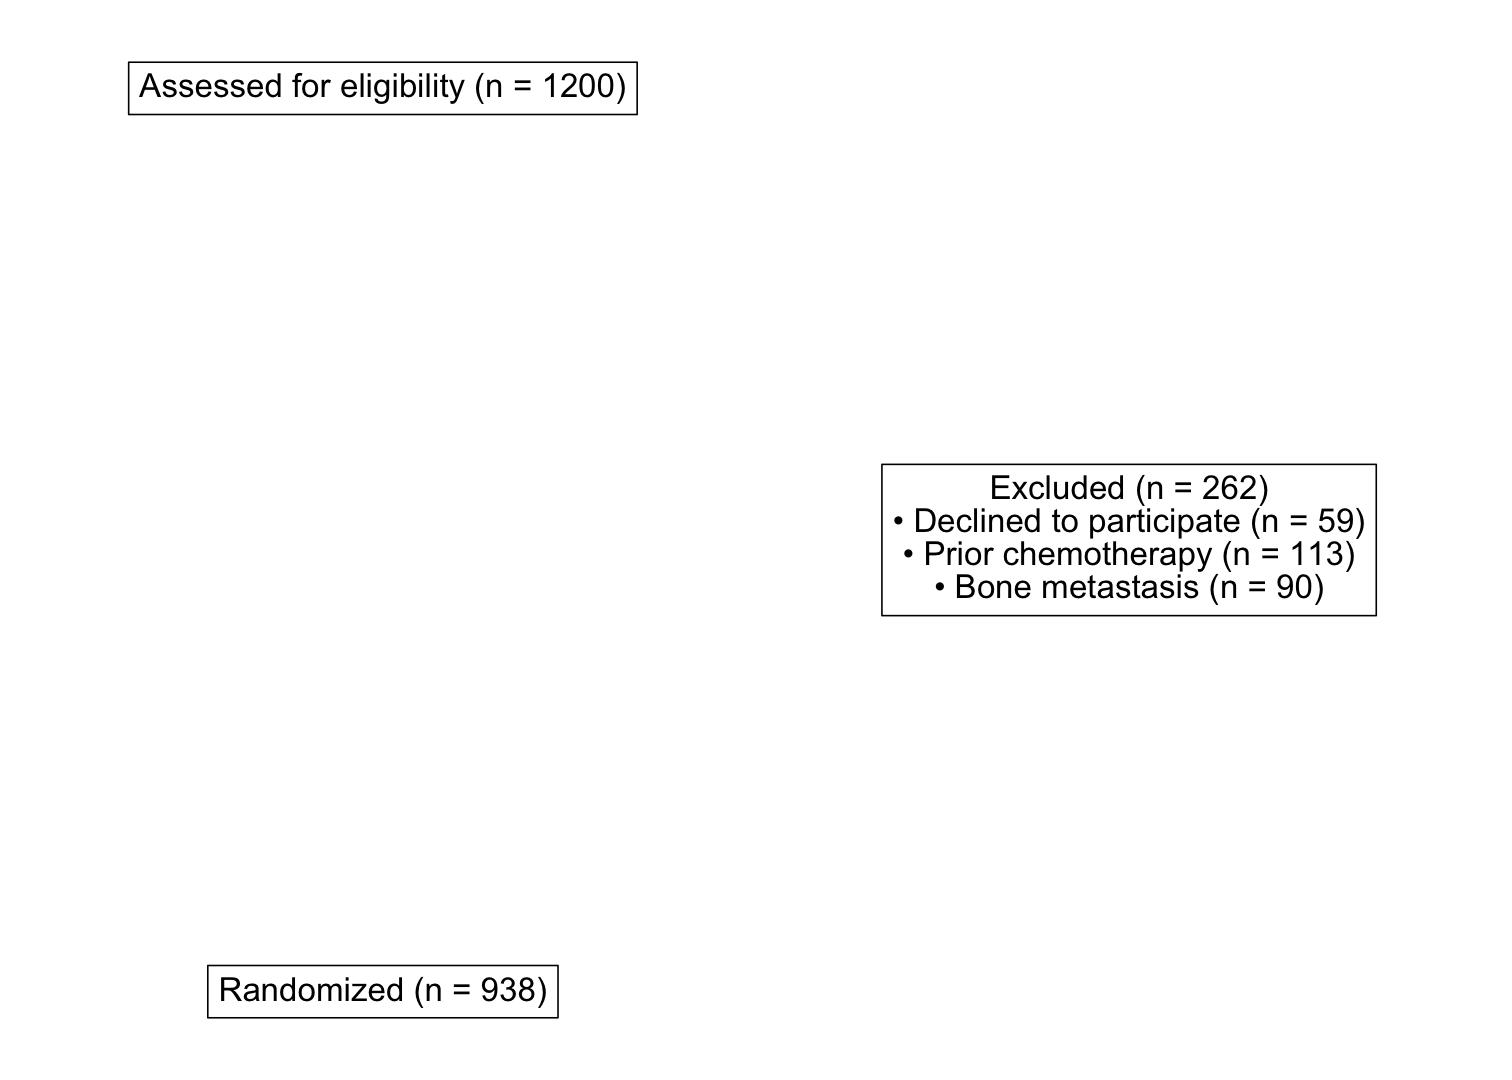 Assessed for eligibility (n = 1200)
Excluded (n = 262)
• Declined to participate (n = 59)
• Prior chemotherapy (n = 113)
• Bone metastasis (n = 90)
Randomized (n = 938)